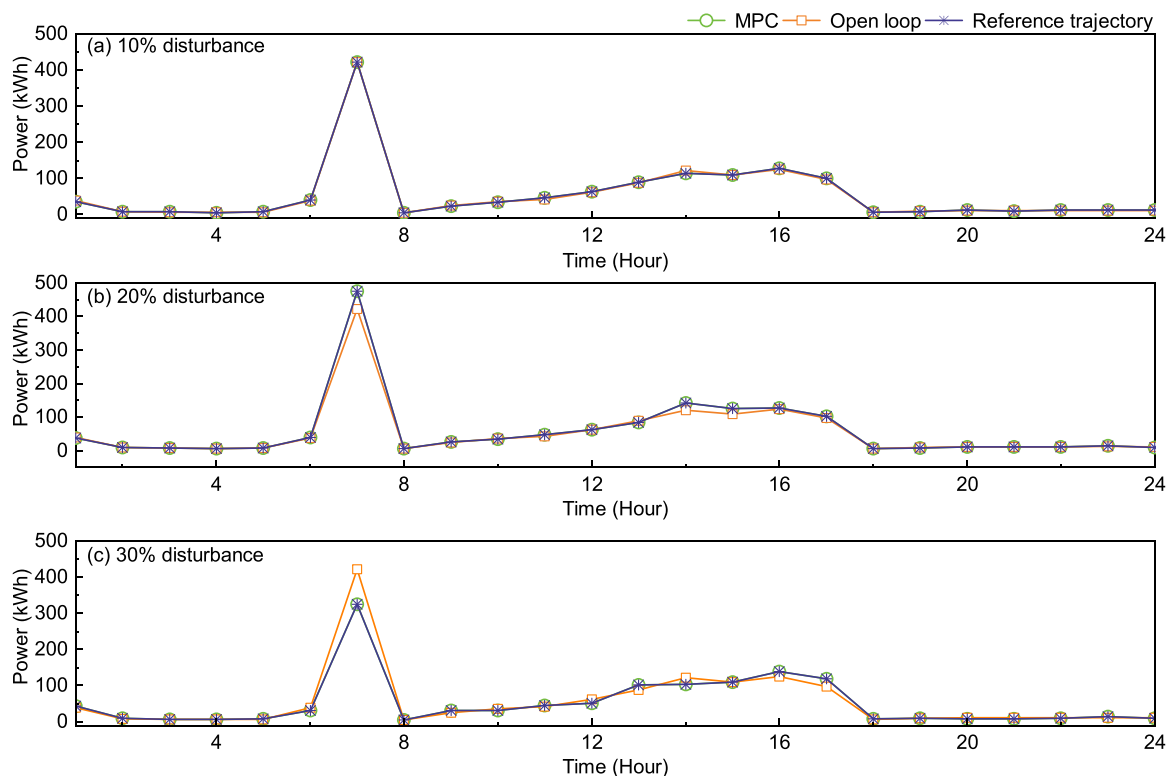 MPC Open loop Reference trajectory
(a) 10% disturbance
Power (kWh)
500
400
300
200
100
0
4 8 12 16 20 24
Time (Hour)
(b) 20% disturbance
Power (kWh)
500
400
300
200
100
0
4 8 12 16 20 24
Time (Hour)
(c) 30% disturbance
Power (kWh)
500
400
300
200
100
0
4 8 12 16 20 24
Time (Hour)